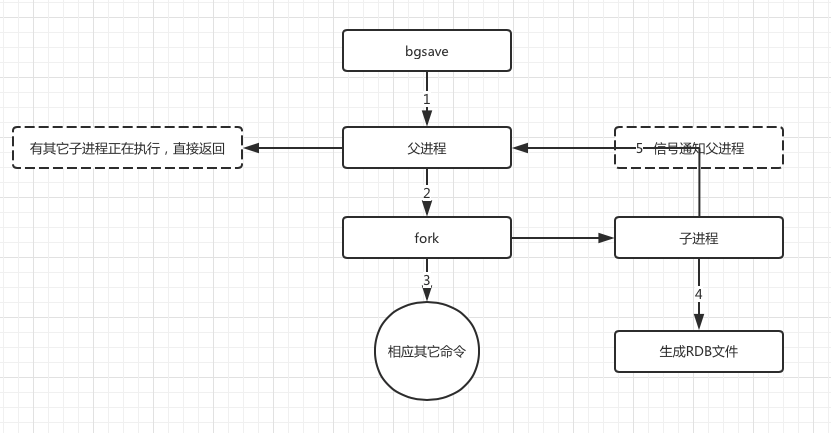 bgsave
1
有其它子进程正在执行，直接返回
父进程
5
信号通知父进程
2
fork
子进程
3
4
相应其它命令
生成RDB文件